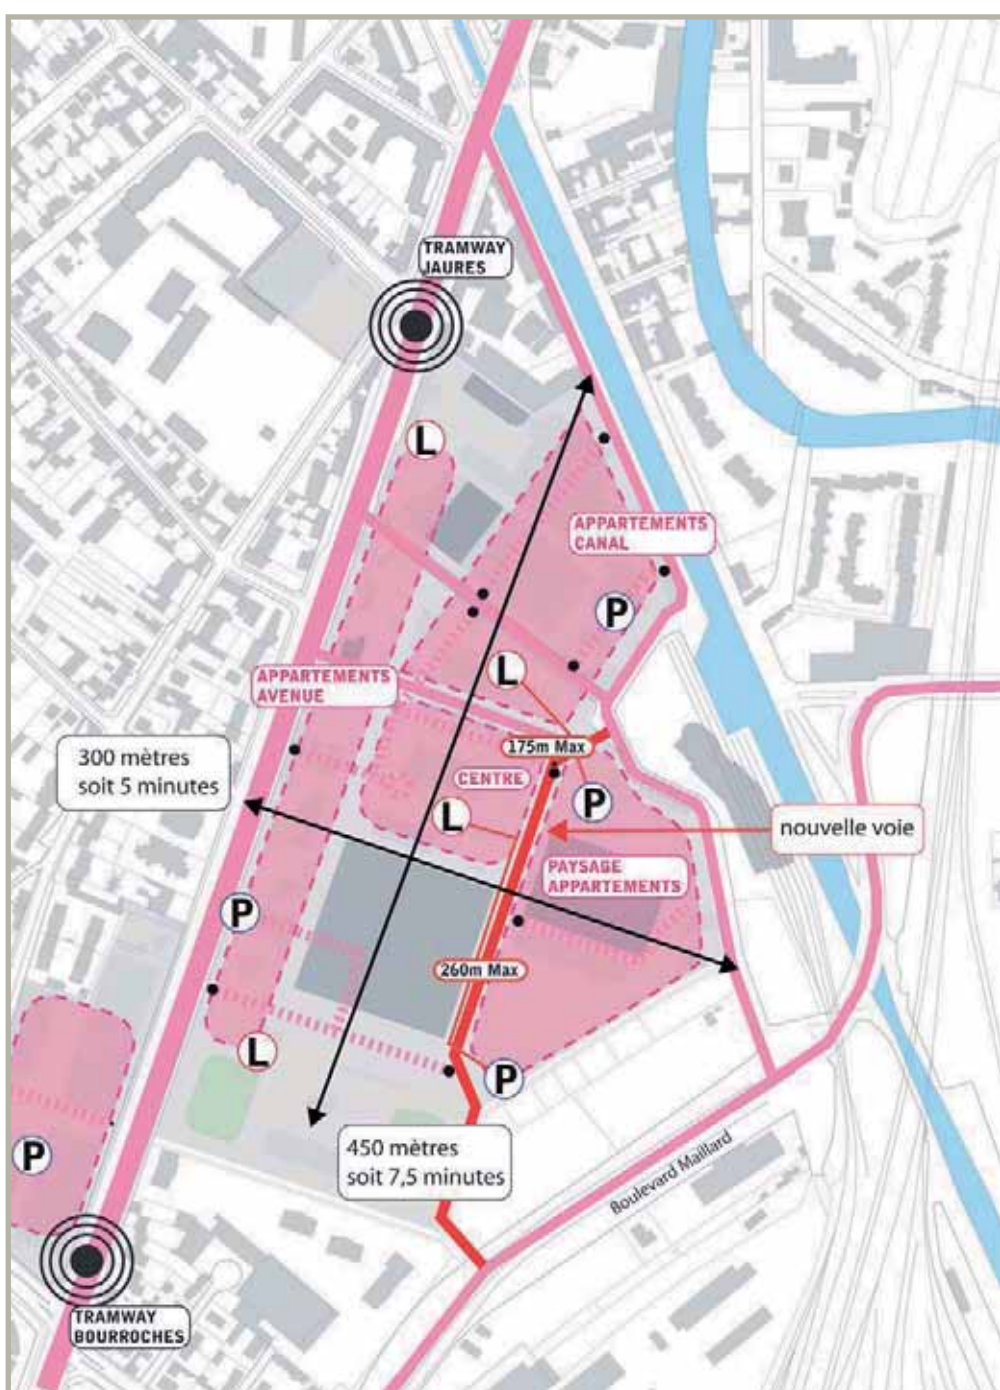 TRAMWAY
JAURES
L
APPARTEMENTS
CANAL
P
L
APPARTEMENTS
AVENUE
175m Max
300 mètres
soit 5 minutes
CENTRE
P
L
nouvelle voie
PAYSAGE
APPARTEMENTS
P
260m Max
L
P
450 mètres
soit 7,5 minutes
P
Boulevard Maillard
TRAMWAY
BOURROCHES